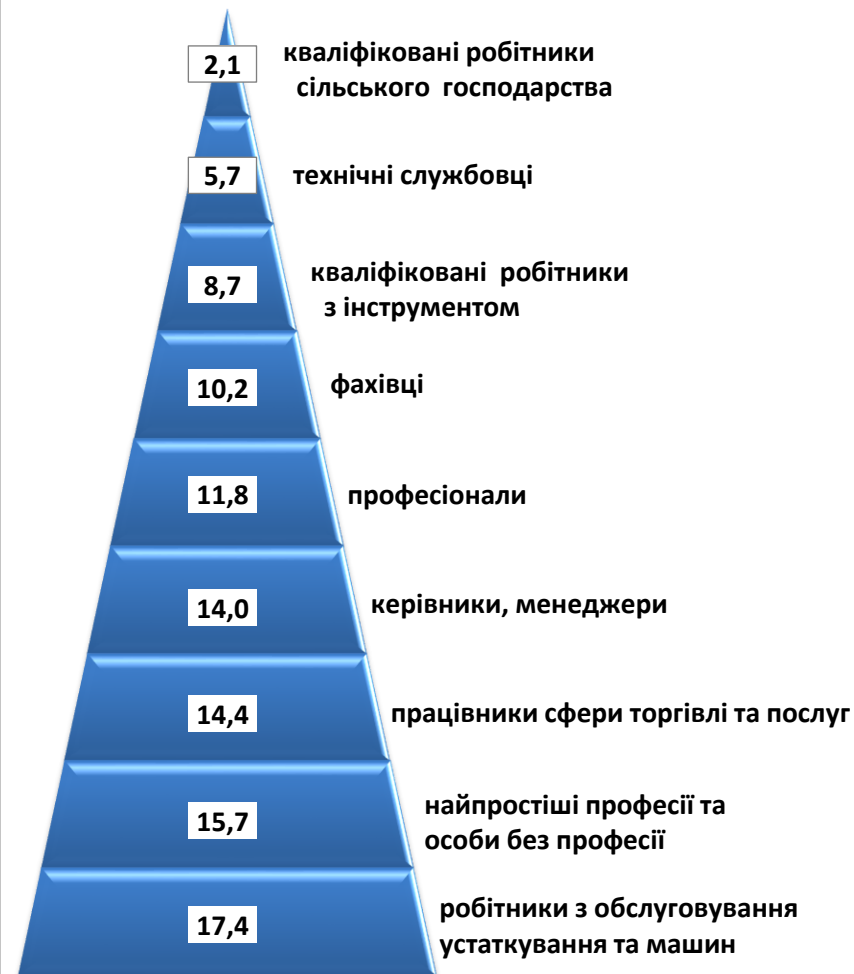 2,1
кваліфіковані робітники
сільського господарства
5,7
технічні службовці
8,7
кваліфіковані робітники
з інструментом
10,2
фахівці
11,8
професіонали
14,0
керівники, менеджери
14,4
працівники сфери торгівлі та послуг
15,7
найпростіші професії та
особи без професії
17,4
робітники з обслуговування
устаткування та машин